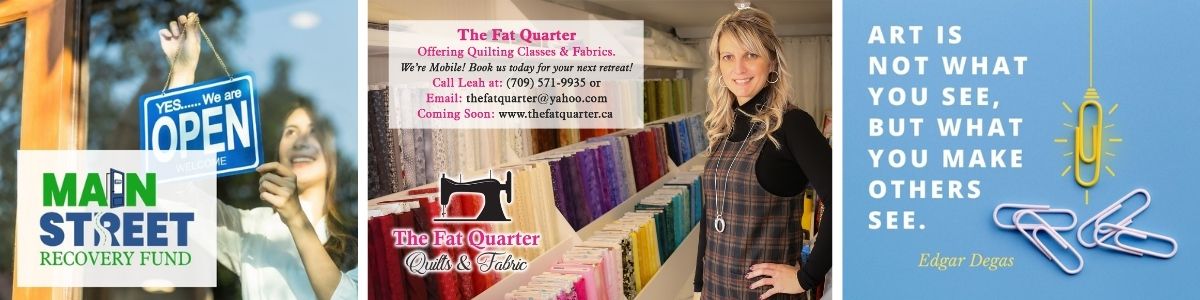 YES...... We are
OPEN
WELCOME
MAIN
STREET
RECOVERY FUND
The Fat Quarter
Offering Quilting Classes & Fabrics.
We're Mobile! Book us today for your next retreat!
Call Leah at: (709) 571-9935 or
Email: thefatquarter@yahoo.com
Coming Soon: www.thefatquarter.ca
The Fat Quarter
Quilts & Fabric
ART IS
NOT WHAT
YOU SEE,
BUT WHAT
YOU MAKE
OTHERS
SEE.
Edgar Degas